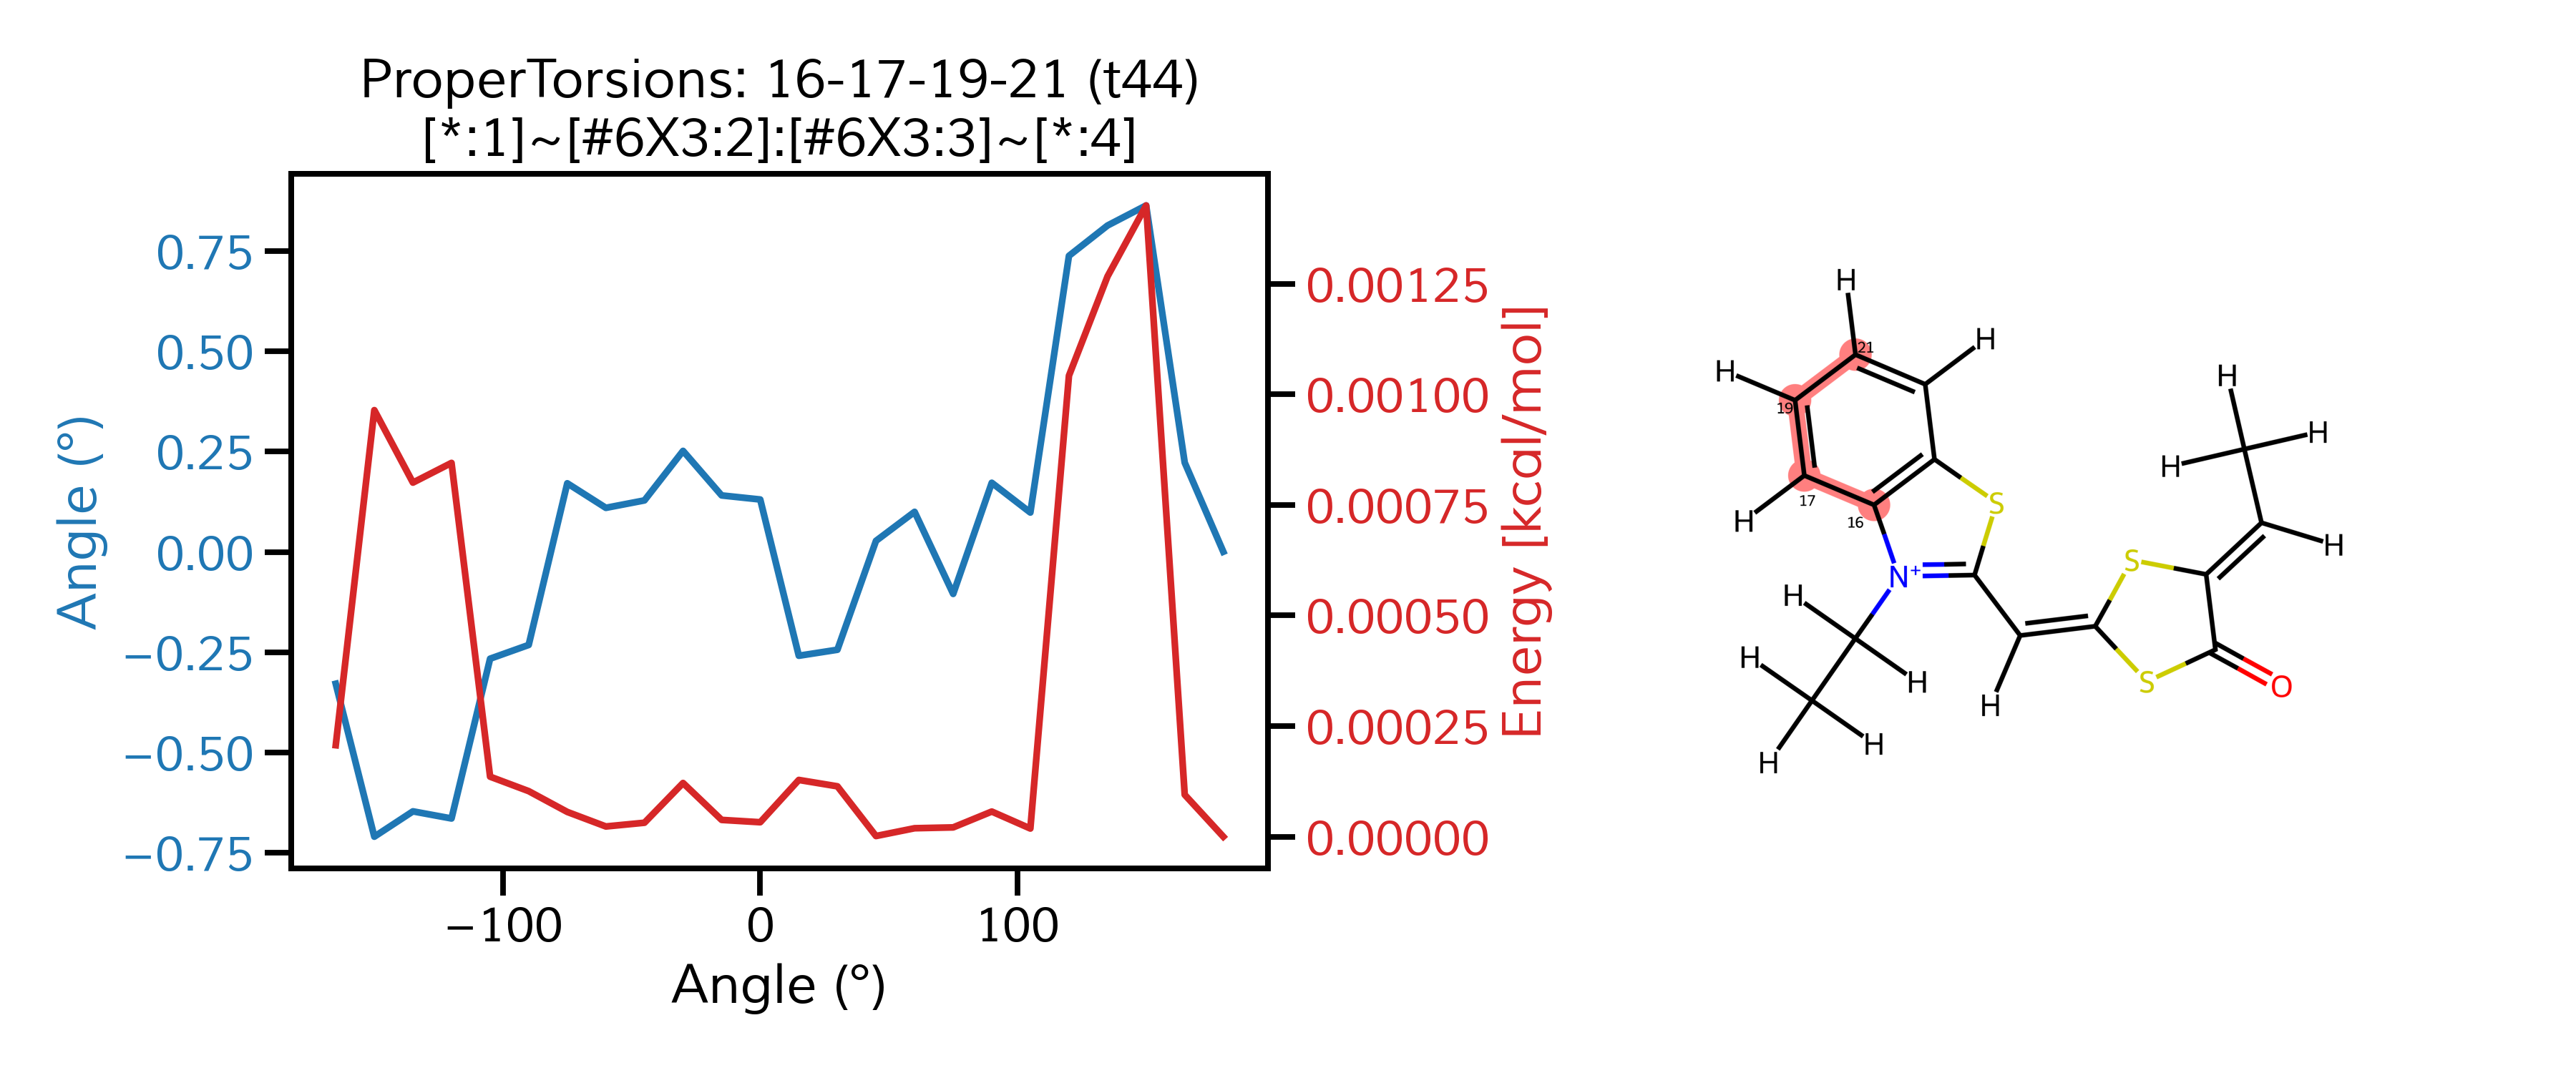 ProperTorsions: 16-17-19-21 (t44)
[*:1]~[#6X3:2]:[#6X3:3]~[*:4]
Angle (°)
0.75
0.50
0.25
0.00
−0.25
−0.50
−0.75
−100
0
100
Angle (°)
0.00125
0.00100
0.00075
0.00050
0.00025
0.00000
Energy [kcal/mol]
H
H
H
21
19
H
17
16
S
N+
H
H
H
H
H
H
S
S
O
H
H
H
H
H